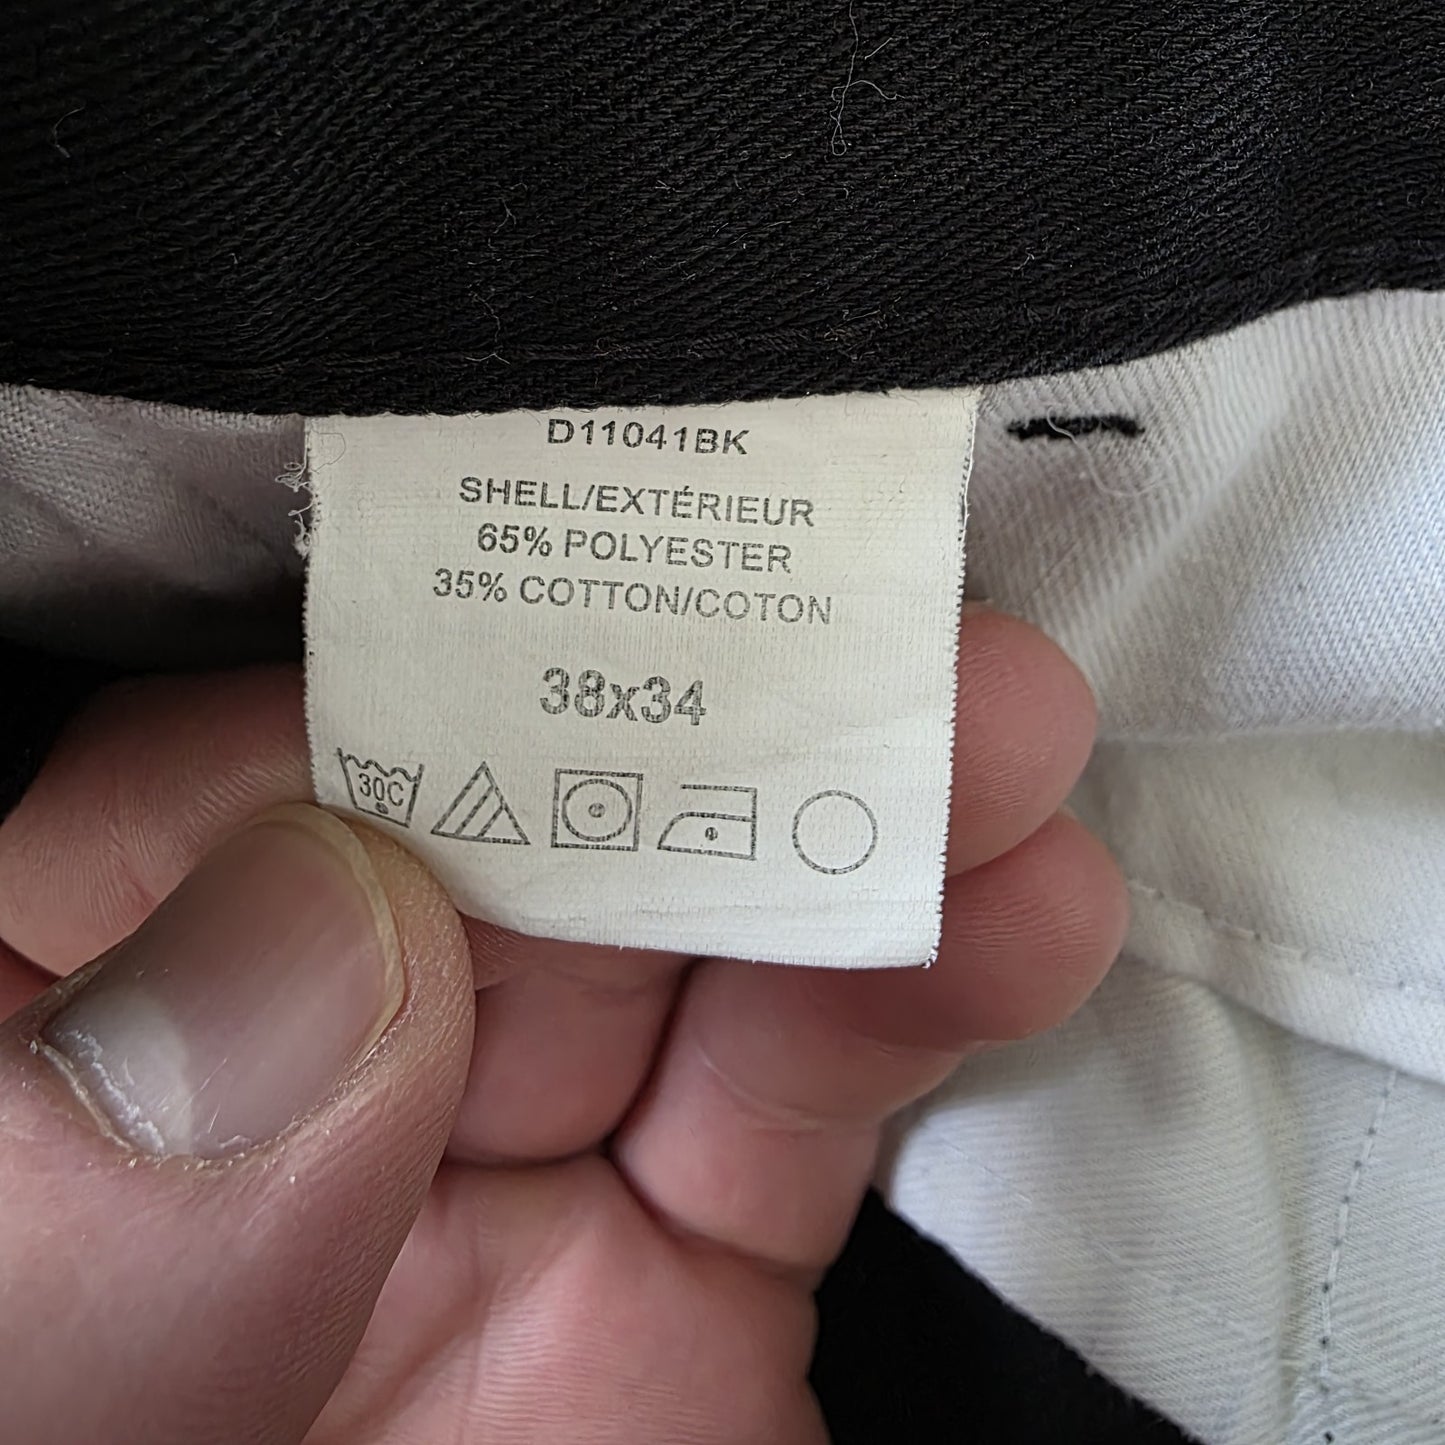 D11041BK
SHELL/EXTÉRIEUR
65% POLYESTER
35% COTTON/COTON
38x34
30C